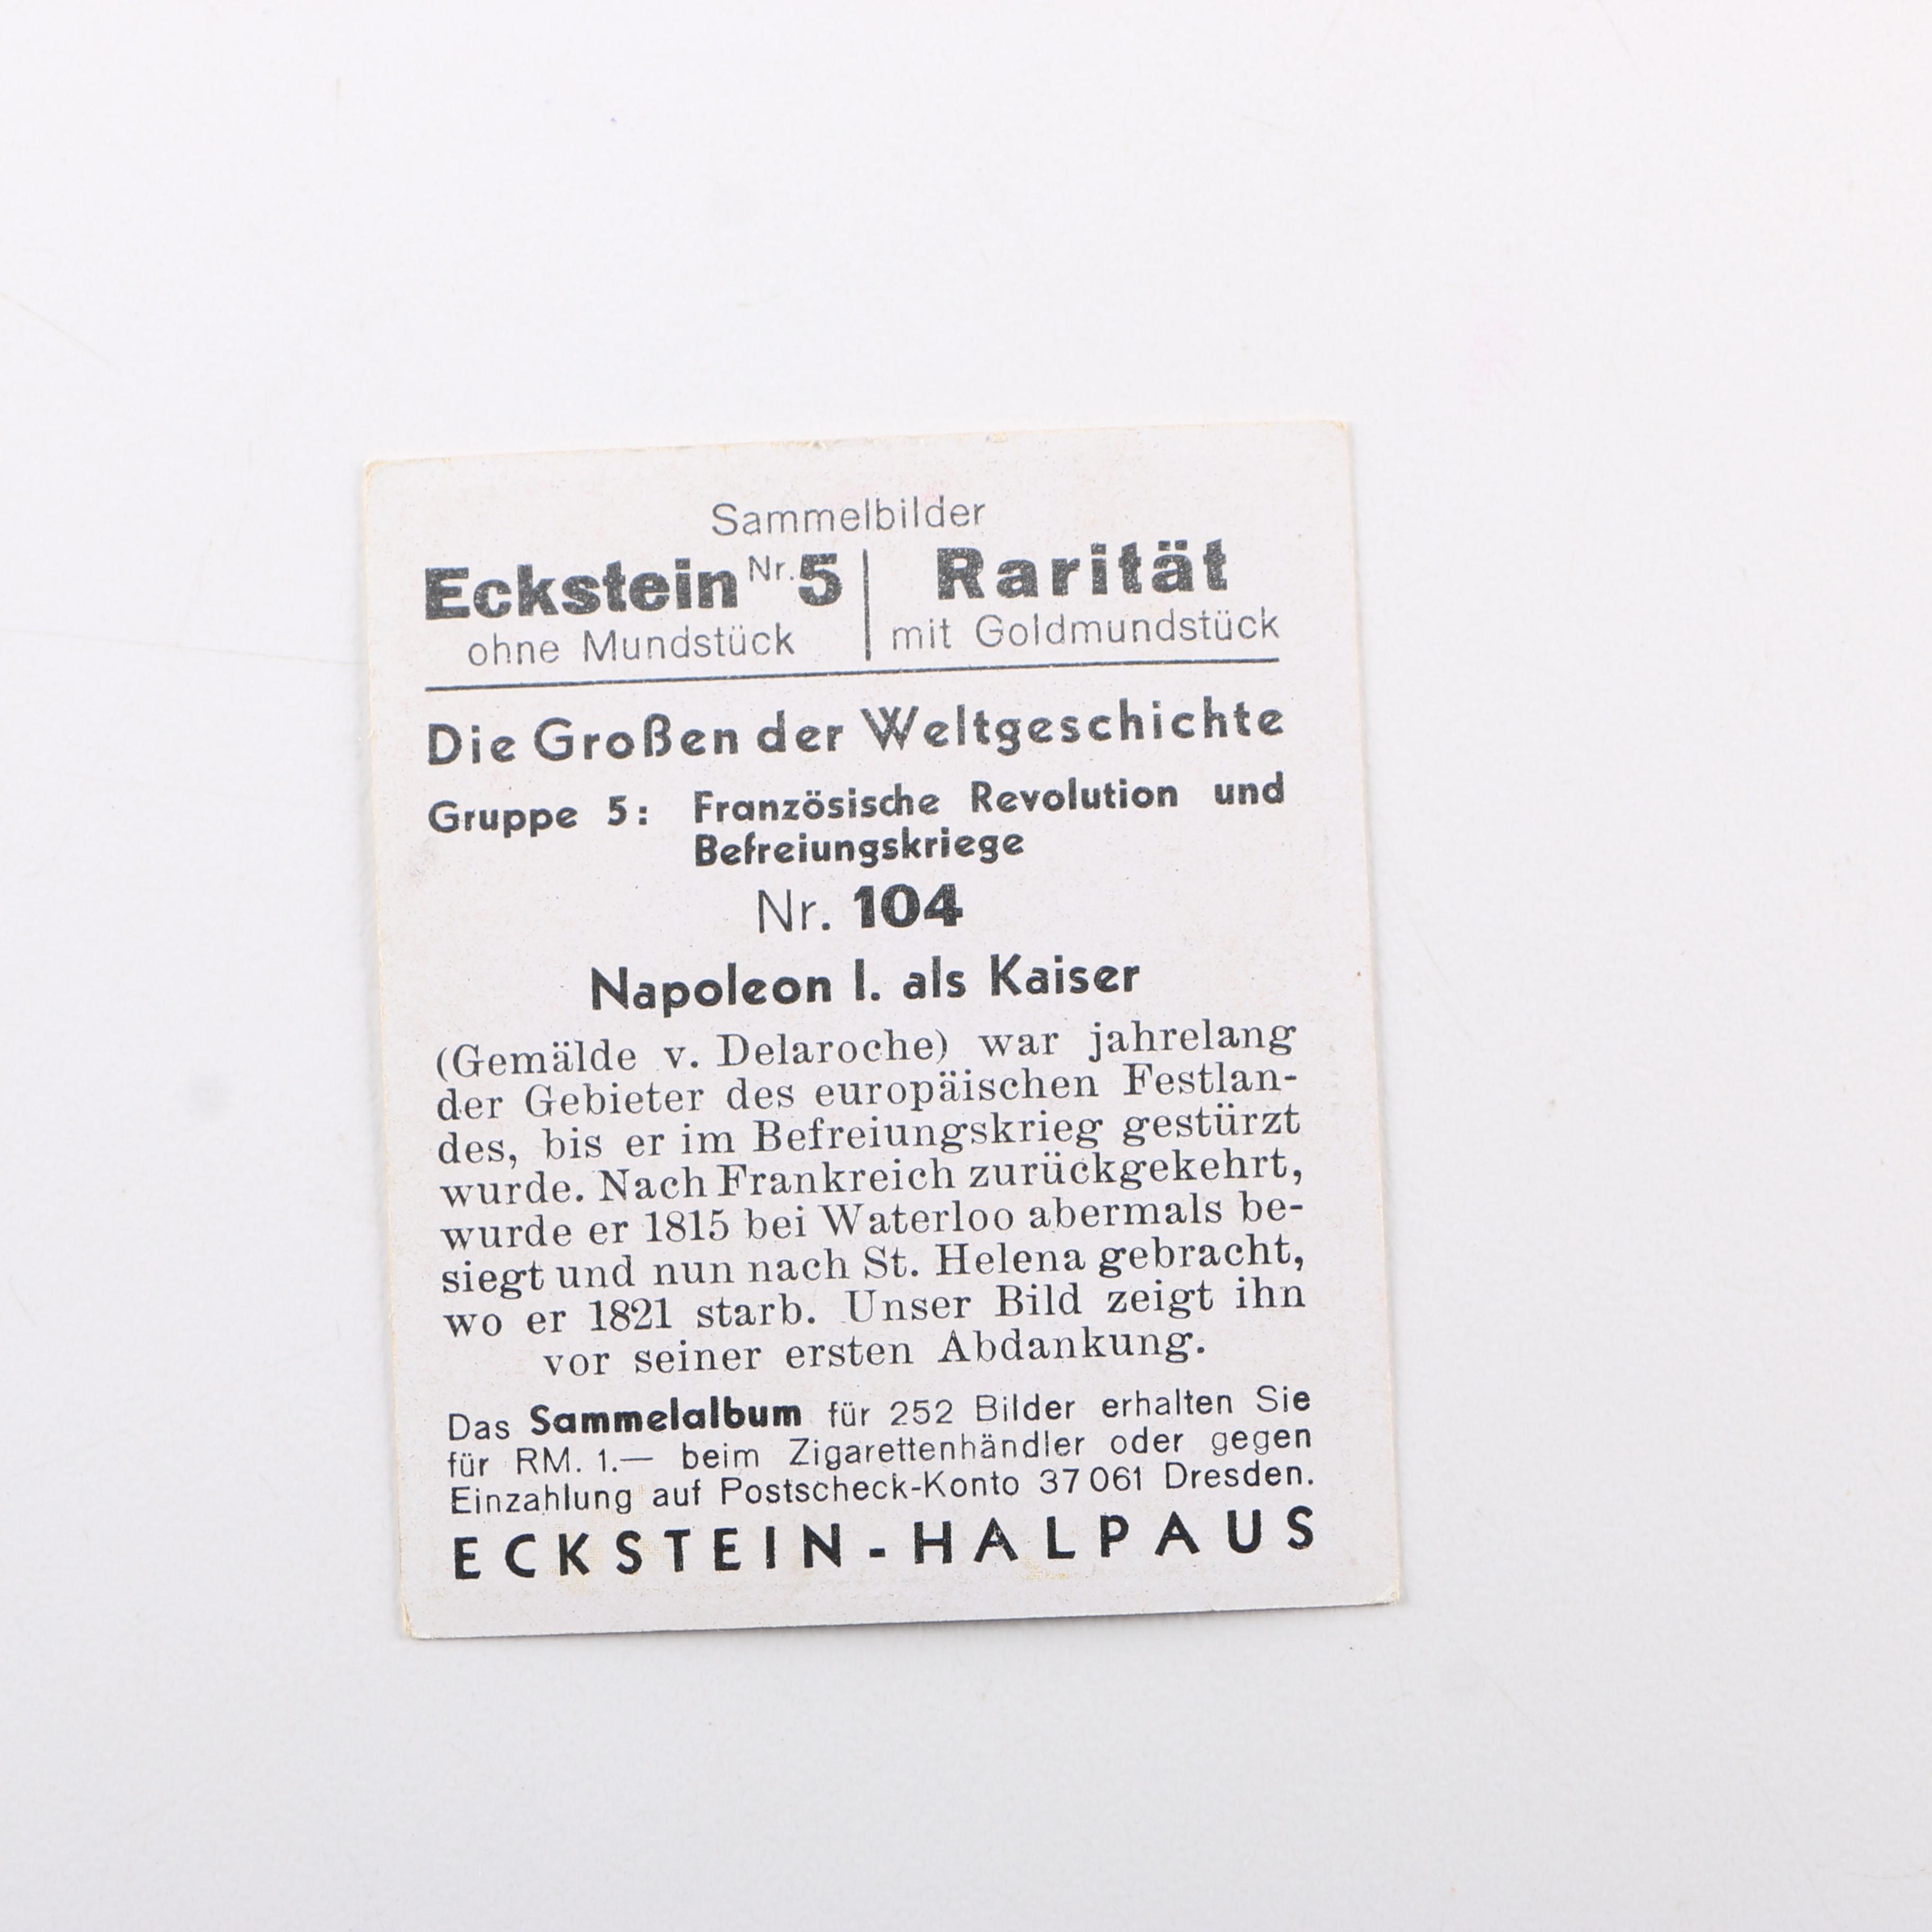 Sammelbilder
Eckstein Nr. 5 | Rarität
ohne Mundstück | mit Goldmundstück
Die Großen der Weltgeschichte
Gruppe 5: Französische Revolution und
Befreiungskriege
Nr. 104
Napoleon I. als Kaiser
(Gemälde v. Delaroche) war jahrelang
der Gebieter des europäischen Festlan-
des, bis er im Befreiungskrieg gestürzt
wurde. Nach Frankreich zurückgekehrt,
wurde er 1815 bei Waterloo abermals be-
siegt und nun nach St. Helena gebracht,
wo er 1821 starb. Unser Bild zeigt ihn
vor seiner ersten Abdankung.
Das Sammelalbum für 252 Bilder erhalten Sie
für RM. 1.— beim Zigarettenhändler oder gegen
Einzahlung auf Postscheck-Konto 37061 Dresden.
ECKSTEIN-HALPAUS